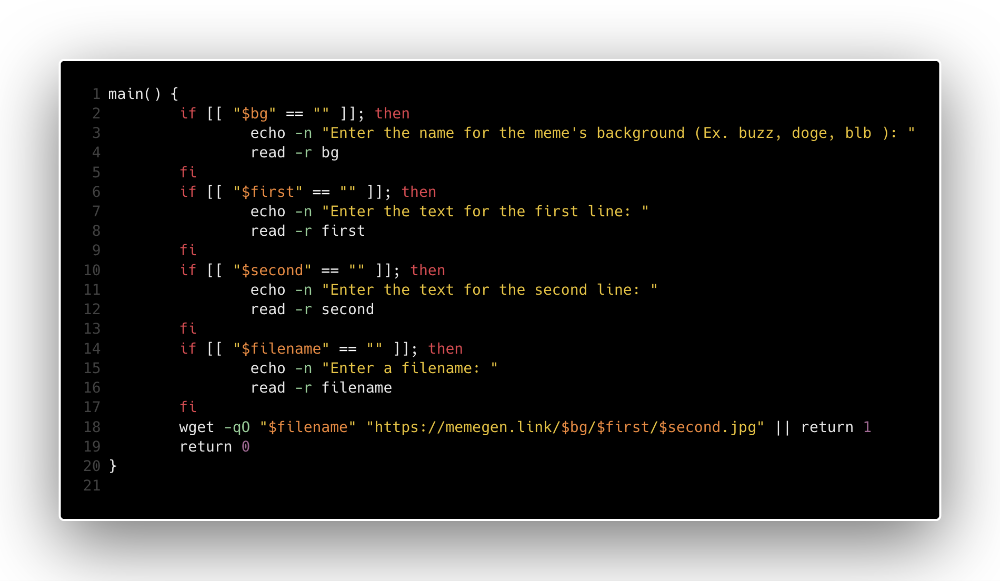 1 main() {
2 if [[ "$bg" == "" ]]; then
3 echo -n "Enter the name for the meme's background (Ex. buzz, doge, blb ): "
4 read -r bg
5 fi
6 if [[ "$first" == "" ]]; then
7 echo -n "Enter the text for the first line: "
8 read -r first
9 fi
10 if [[ "$second" == "" ]]; then
11 echo -n "Enter the text for the second line: "
12 read -r second
13 fi
14 if [[ "$filename" == "" ]]; then
15 echo -n "Enter a filename: "
16 read -r filename
17 fi
18 wget -qO "$filename" "https://memegen.link/$bg/$first/$second.jpg" || return 1
19 return 0
20 }
21